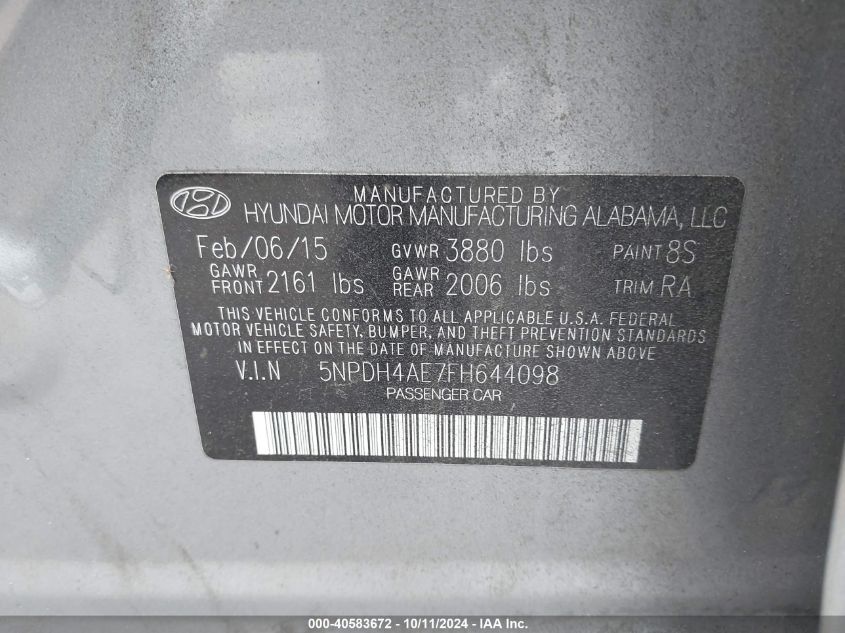 MANUFACTURED BY
HYUNDAI MOTOR MANUFACTURING ALABAMA, LLC
Feb/06/15 GVWR 3880 lbs PAINT 8S
GAWR FRONT 2161 lbs GAWR REAR 2006 lbs TRIM RA
THIS VEHICLE CONFORMS TO ALL APPLICABLE U.S.A. FEDERAL
MOTOR VEHICLE SAFETY, BUMPER, AND THEFT PREVENTION STANDARDS
IN EFFECT ON THE DATE OF MANUFACTURE SHOWN ABOVE
V.I.N 5NPDH4AE7FH644098
PASSENGER CAR
000-40583672 - 10/11/2024 - IAA Inc.